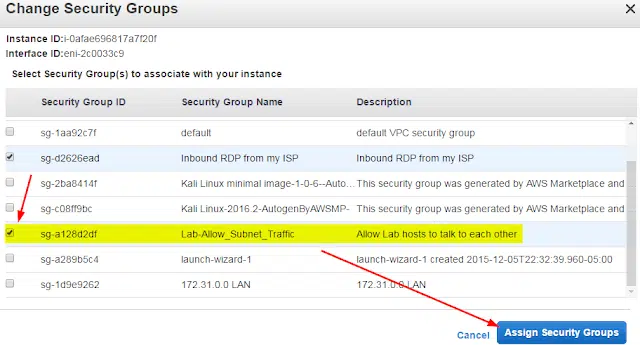 Change Security Groups
Instance ID:i-0afae696817a7f20f
Interface ID:eni-2c0033c9
Select Security Group(s) to associate with your instance
Security Group ID Security Group Name Description
sg-1aa92c7f default default VPC security group
sg-d2626ead Inbound RDP from my ISP Inbound RDP from my ISP
sg-2ba8414f Kali Linux minimal image-1-0-6--Auto... This security group was generated by AWS Marketplace and
sg-c08ff9bc Kali Linux-2016.2-AutogenByAWSMP- This security group was generated by AWS Marketplace and
sg-a128d2df Lab-Allow_Subnet_Traffic Allow Lab hosts to talk to each other
sg-a289b5c4 launch-wizard-1 launch-wizard-1 created 2015-12-05T22:32:39.960-05:00
sg-1d9e9262 172.31.0.0 LAN 172.31.0.0 LAN
Cancel Assign Security Groups